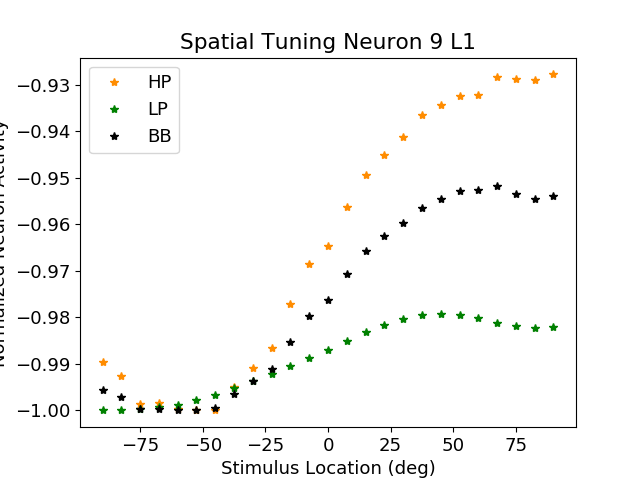 Spatial Tuning Neuron 9 L1
HP
LP
BB
−0.93
−0.94
−0.95
−0.96
−0.97
−0.98
−0.99
−1.00
Normalized Neuron Activity
−75
−50
−25
0
25
50
75
Stimulus Location (deg)